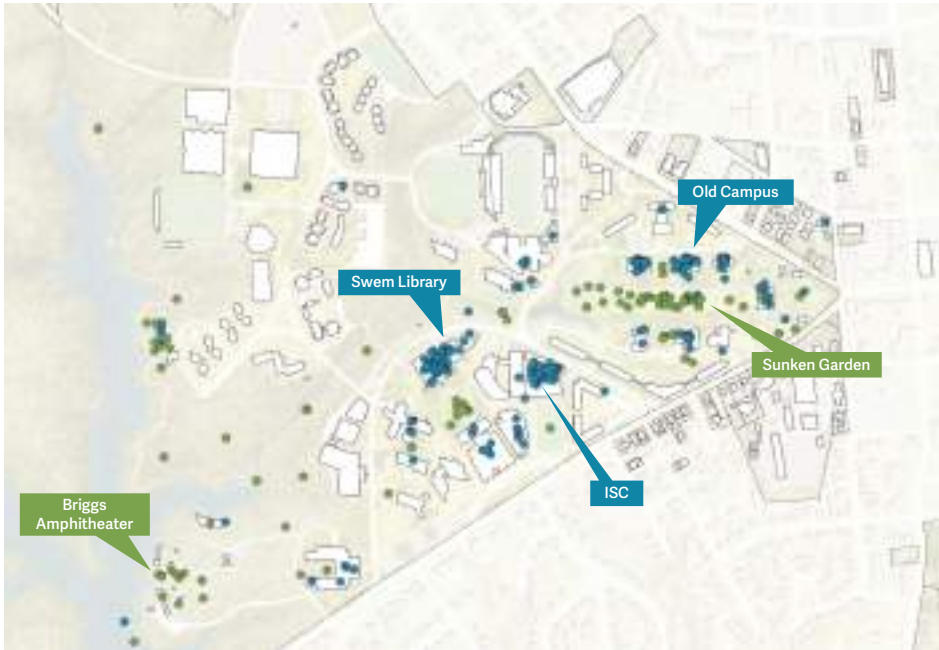 Old Campus
Swem Library
Sunken Garden
ISC
Briggs
Amphitheater